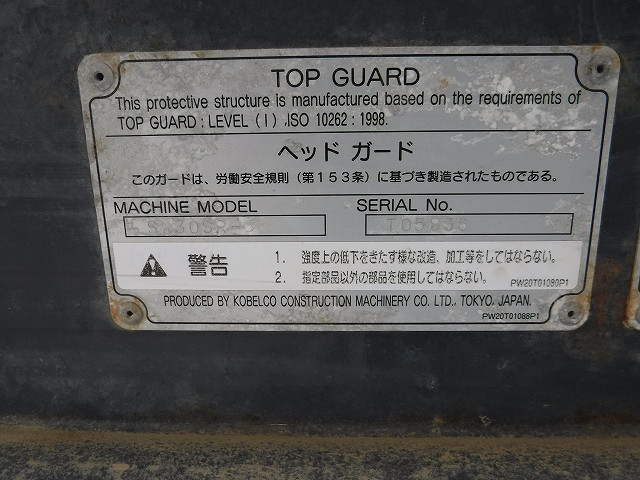 TOP GUARD
This protective structure is manufactured based on the requirements of
TOP GUARD : LEVEL (I) .ISO 10262 : 1998.
ヘッド ガード
このガードは、労働安全規則（第１５３条）に基づき製造されたものである。
MACHINE MODEL
SERIAL No.
警告
1. 強度上の低下をきたす様な改造、加工等をしてはならない。
2. 指定部品以外の部品を使用してはならない。
PW20T01090P1
PRODUCED BY KOBELCO CONSTRUCTION MACHINERY CO. LTD., TOKYO, JAPAN.
PW20T01088P1